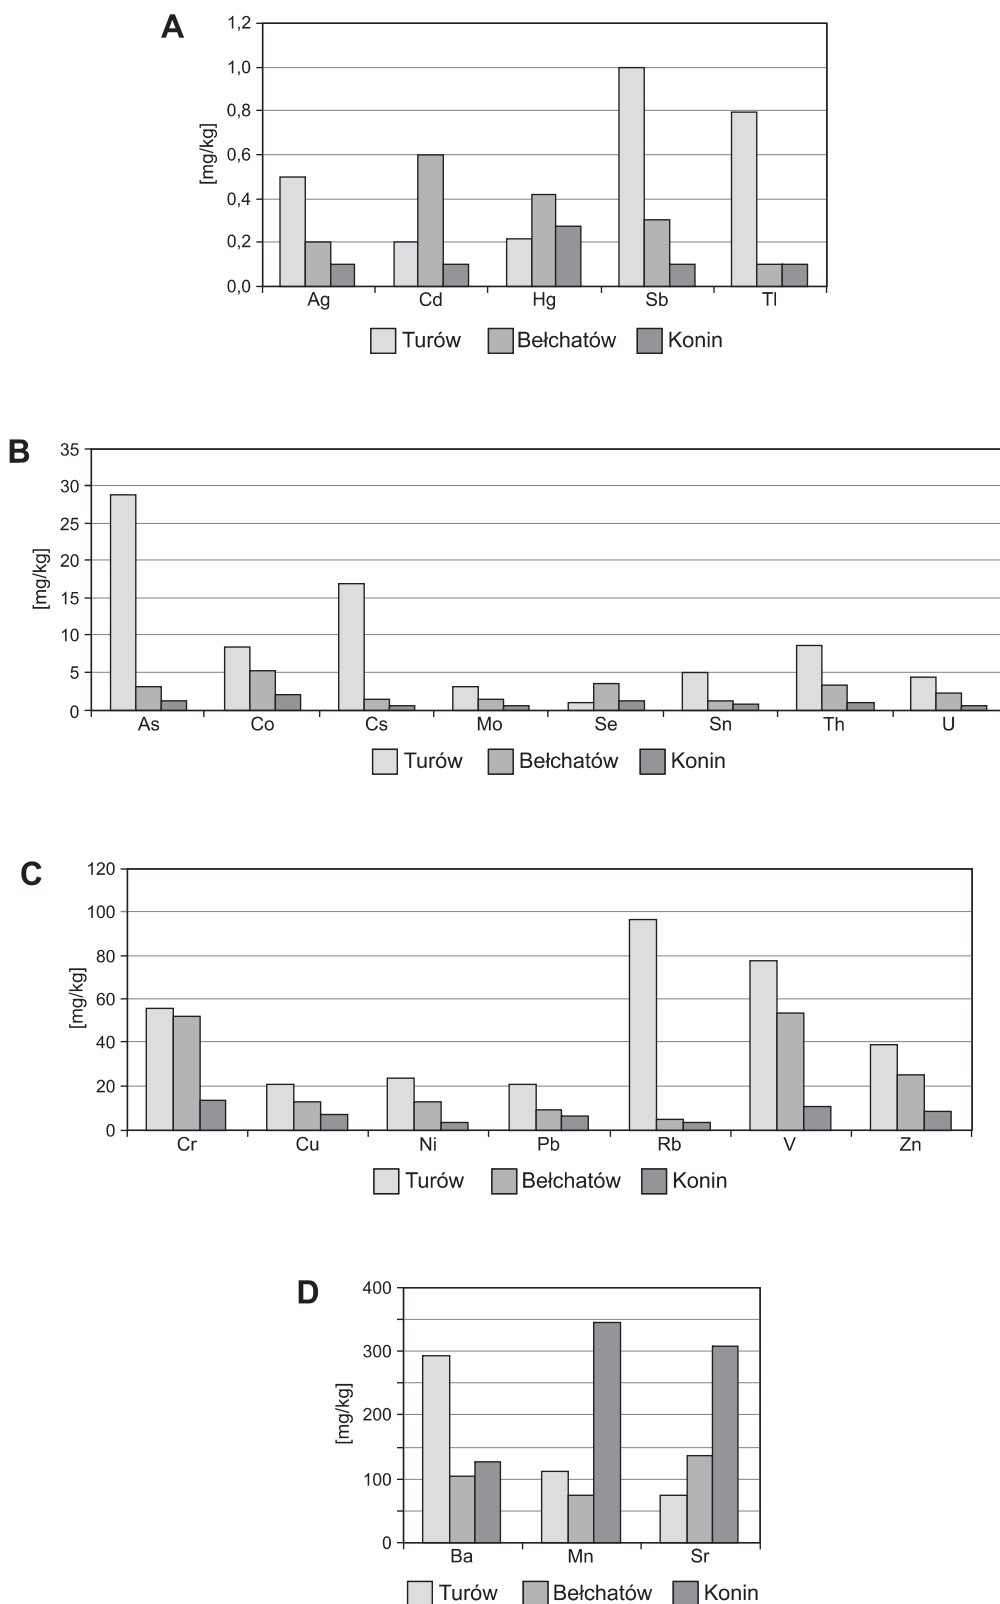 A
[mg/kg]
1,2
1,0
0,8
0,6
0,4
0,2
0,0
Ag Cd Hg Sb Tl
Turów Bełchatów Konin
B
[mg/kg]
35
30
25
20
15
10
5
0
As Co Cs Mo Se Sn Th U
Turów Bełchatów Konin
C
[mg/kg]
120
100
80
60
40
20
0
Cr Cu Ni Pb Rb V Zn
Turów Bełchatów Konin
D
[mg/kg]
400
300
200
100
0
Ba Mn Sr
Turów Bełchatów Konin